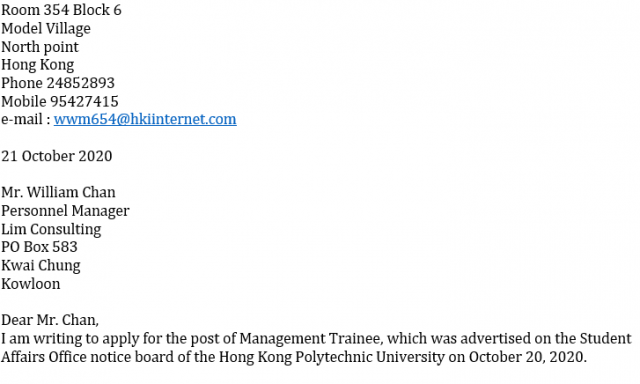 Room 354 Block 6
Model Village
North point
Hong Kong
Phone 24852893
Mobile 95427415
e-mail : wwm654@hkiinternet.com
21 October 2020
Mr. William Chan
Personnel Manager
Lim Consulting
PO Box 583
Kwai Chung
Kowloon
Dear Mr. Chan,
I am writing to apply for the post of Management Trainee, which was advertised on the Student
Affairs Office notice board of the Hong Kong Polytechnic University on October 20, 2020.